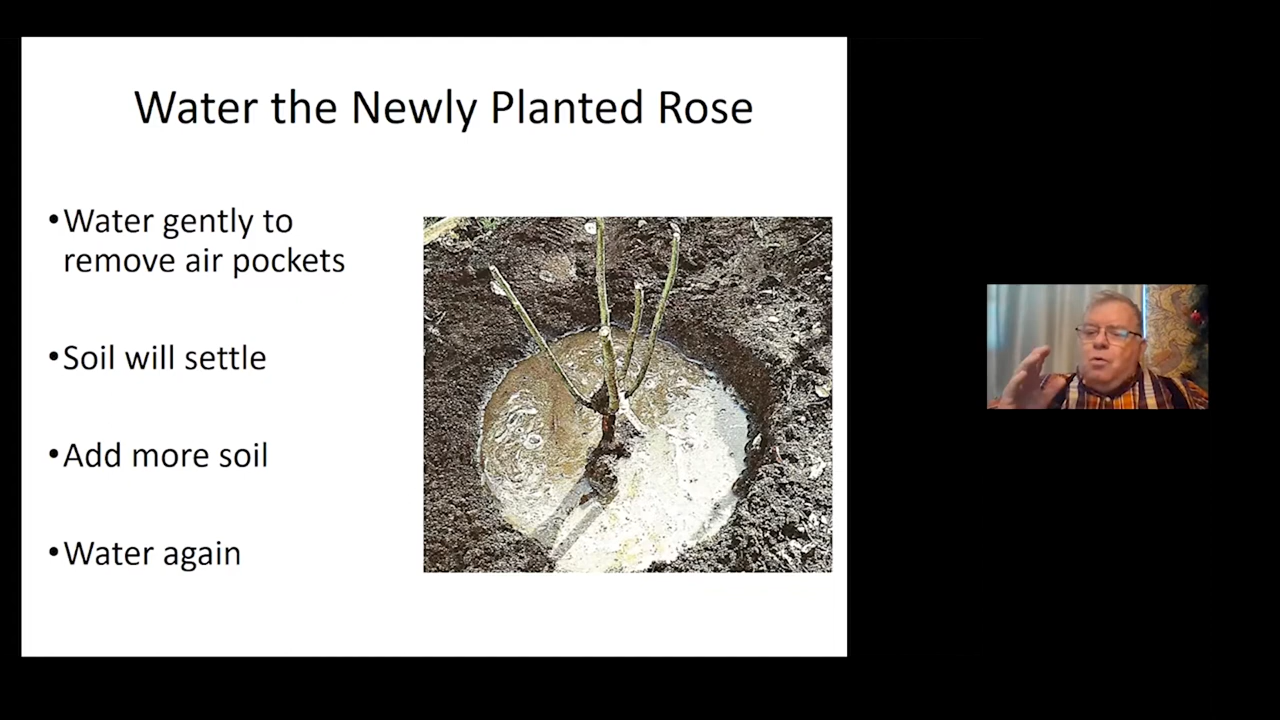 Water the Newly Planted Rose
•Water gently to
remove air pockets
•Soil will settle
•Add more soil
•Water again